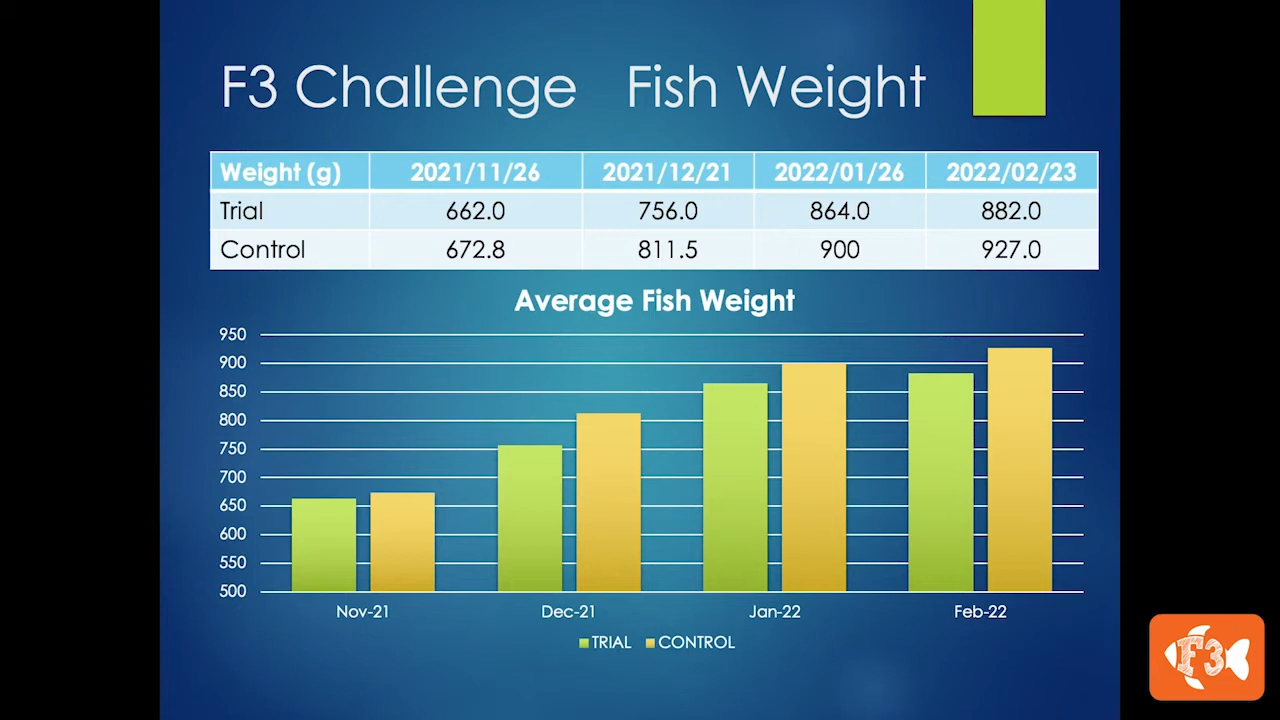 F3 Challenge Fish Weight
Weight (g) 2021/11/26 2021/12/21 2022/01/26 2022/02/23
Trial 662.0 756.0 864.0 882.0
Control 672.8 811.5 900 927.0
Average Fish Weight
950
900
850
800
750
700
650
600
550
500
Nov-21 Dec-21 Jan-22 Feb-22
TRIAL CONTROL
F3